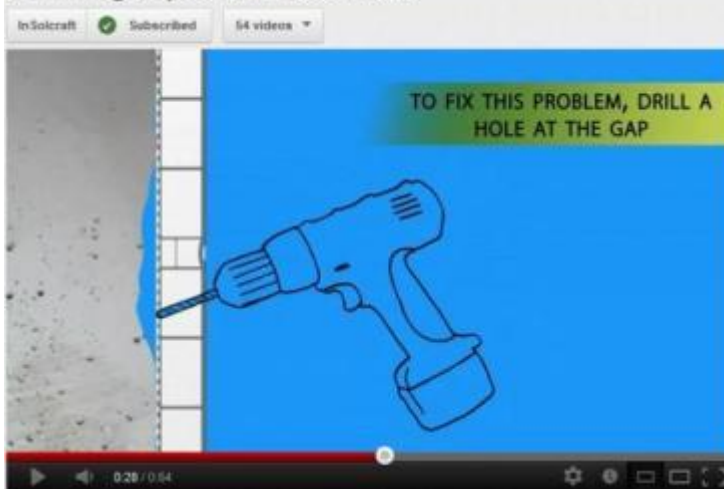 InSolcraft Subscribed 54 videos
TO FIX THIS PROBLEM, DRILL A
HOLE AT THE GAP
0:28 / 0:54